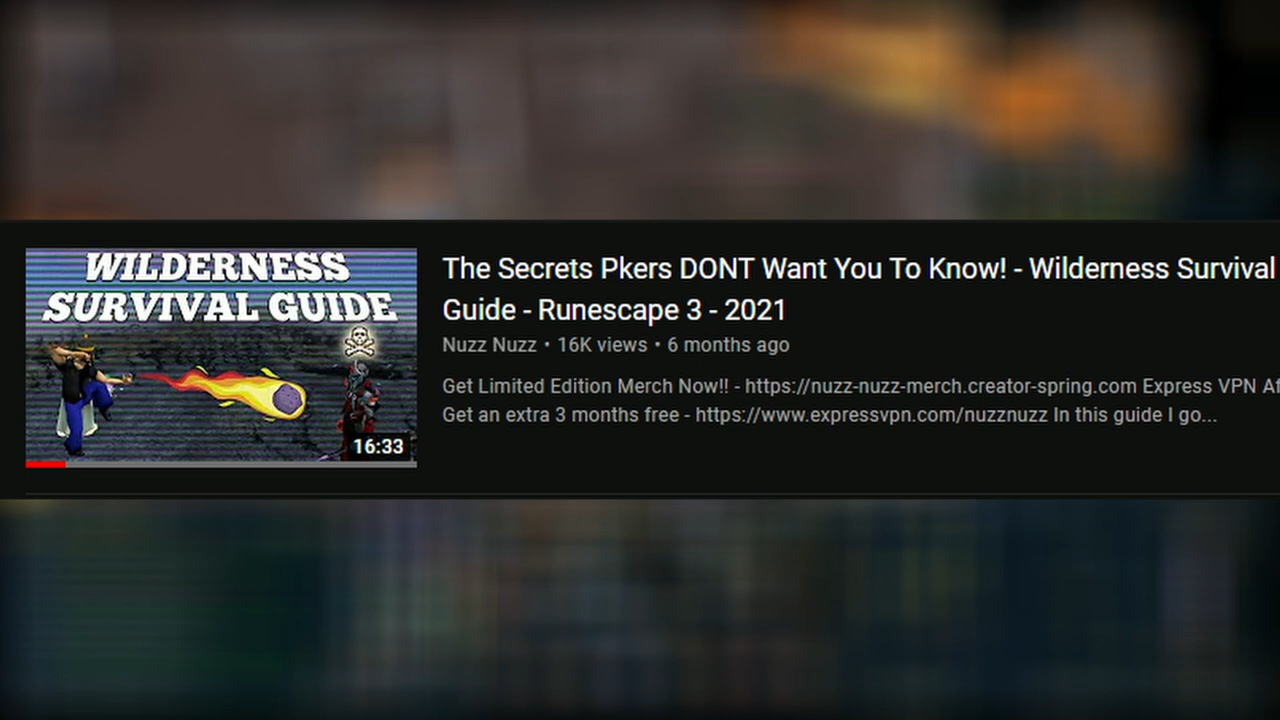 WILDERNESS
SURVIVAL GUIDE
16:33
The Secrets Pkers DONT Want You To Know! - Wilderness Survival
Guide - Runescape 3 - 2021
Nuzz Nuzz • 16K views • 6 months ago
Get Limited Edition Merch Now!! - https://nuzz-nuzz-merch.creator-spring.com Express VPN
Get an extra 3 months free - https://www.expressvpn.com/nuzznuzz In this guide I go...